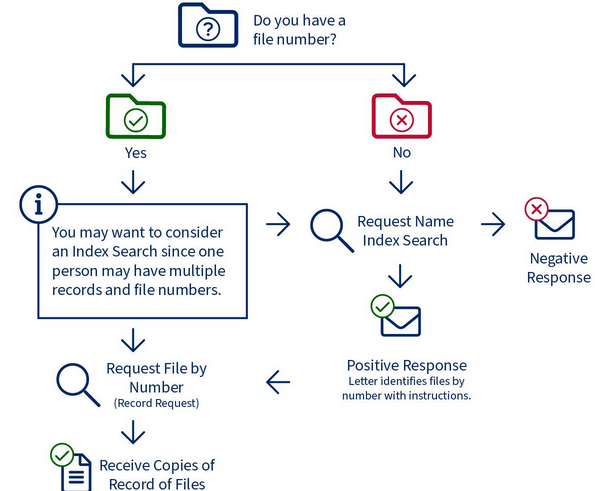 Do you have a
file number?
Yes
No
You may want to consider
an Index Search since one
person may have multiple
records and file numbers.
Request Name
Index Search
Negative
Response
Positive Response
Letter identifies files by
number with instructions.
Request File by
Number
(Record Request)
Receive Copies of
Record of Files